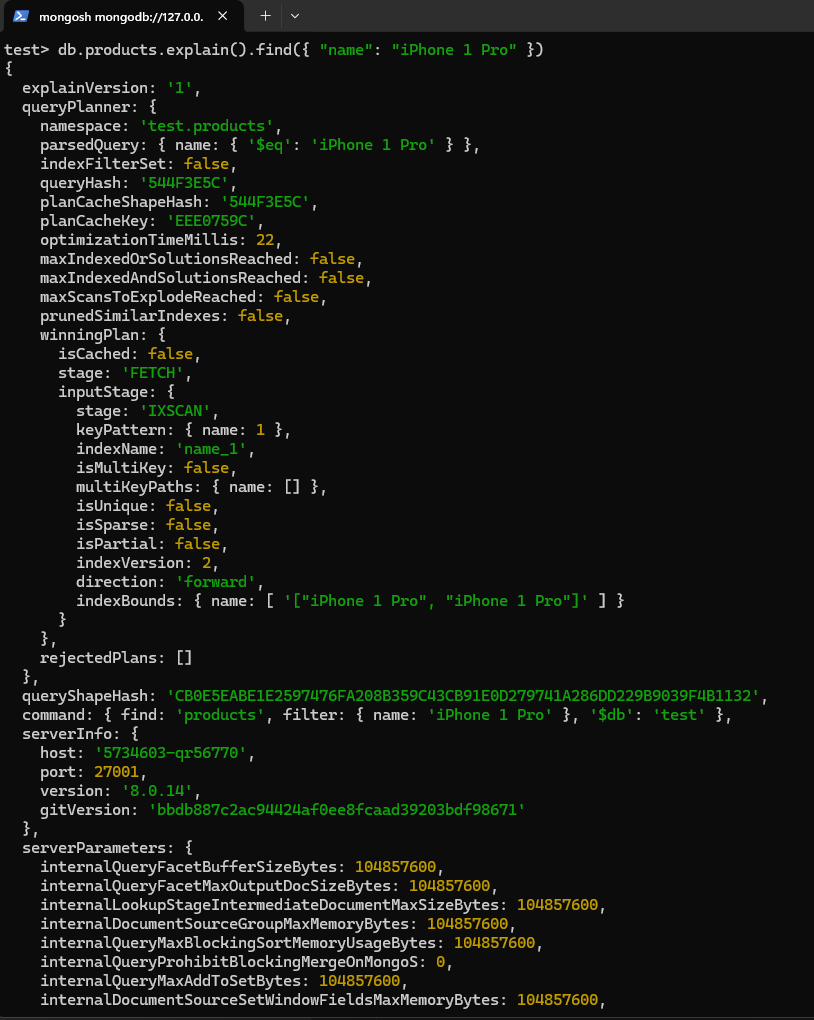 mongosh mongodb://127.0.0.
test> db.products.explain().find({ "name": "iPhone 1 Pro" })
{
  explainVersion: '1',
  queryPlanner: {
    namespace: 'test.products',
    parsedQuery: { name: { '$eq': 'iPhone 1 Pro' } },
    indexFilterSet: false,
    queryHash: '544F3E5C',
    planCacheShapeHash: '544F3E5C',
    planCacheKey: 'EEE0759C',
    optimizationTimeMillis: 22,
    maxIndexedOrSolutionsReached: false,
    maxIndexedAndSolutionsReached: false,
    maxScansToExplodeReached: false,
    prunedSimilarIndexes: false,
    winningPlan: {
      isCached: false,
      stage: 'FETCH',
      inputStage: {
        stage: 'IXSCAN',
        keyPattern: { name: 1 },
        indexName: 'name_1',
        isMultiKey: false,
        multiKeyPaths: { name: [] },
        isUnique: false,
        isSparse: false,
        isPartial: false,
        indexVersion: 2,
        direction: 'forward',
        indexBounds: { name: [ '["iPhone 1 Pro", "iPhone 1 Pro"]' ] }
      }
    },
    rejectedPlans: []
  },
  queryShapeHash: 'CB0E5EABE1E2597476FA208B359C43CB91E0D279741A286DD229B9039F4B1132',
  command: { find: 'products', filter: { name: 'iPhone 1 Pro' }, '$db': 'test' },
  serverInfo: {
    host: '5734603-qr56770',
    port: 27001,
    version: '8.0.14',
    gitVersion: 'bbdb887c2ac94424af0ee8fcaad39203bdf98671'
  },
  serverParameters: {
    internalQueryFacetBufferSizeBytes: 104857600,
    internalQueryFacetMaxOutputDocSizeBytes: 104857600,
    internalLookupStageIntermediateDocumentMaxSizeBytes: 104857600,
    internalDocumentSourceGroupMaxMemoryBytes: 104857600,
    internalQueryMaxBlockingSortMemoryUsageBytes: 104857600,
    internalQueryProhibitBlockingMergeOnMongoS: 0,
    internalQueryMaxAddToSetBytes: 104857600,
    internalDocumentSourceSetWindowFieldsMaxMemoryBytes: 104857600,